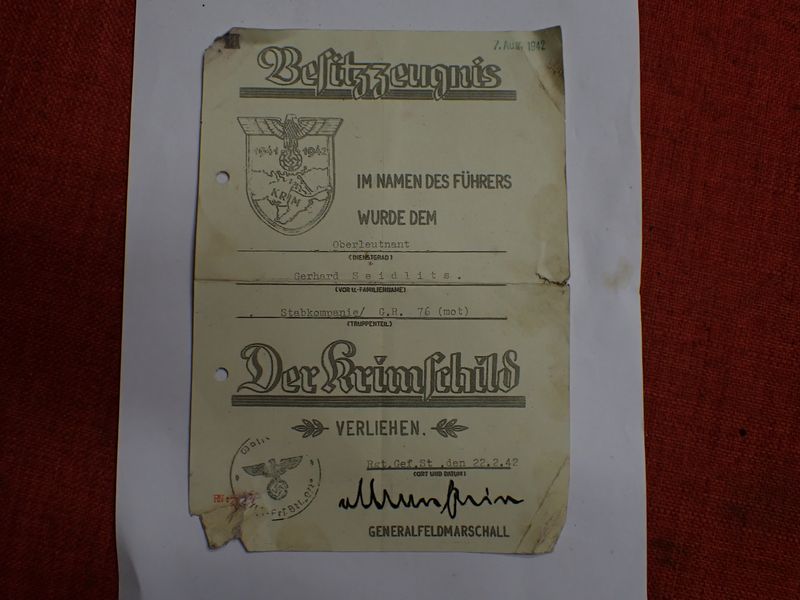 7. Aug. 1942
Besitzzeugnis
1941 1942
KRIM
IM NAMEN DES FÜHRERS
WURDE DEM
Oberleutnant
(DIENSTGRAD)
Gerhard Seidlits.
(VOR U. FAMILIENNAME)
Stabkompanie/ G.R. 76 (mot)
(TRUPPENTEIL)
Der Krimschild
VERLIEHEN.
Rgt.Gef.St.,den 22.2.42
(ORT UND DATUM)
GENERALFELDMARSCHALL